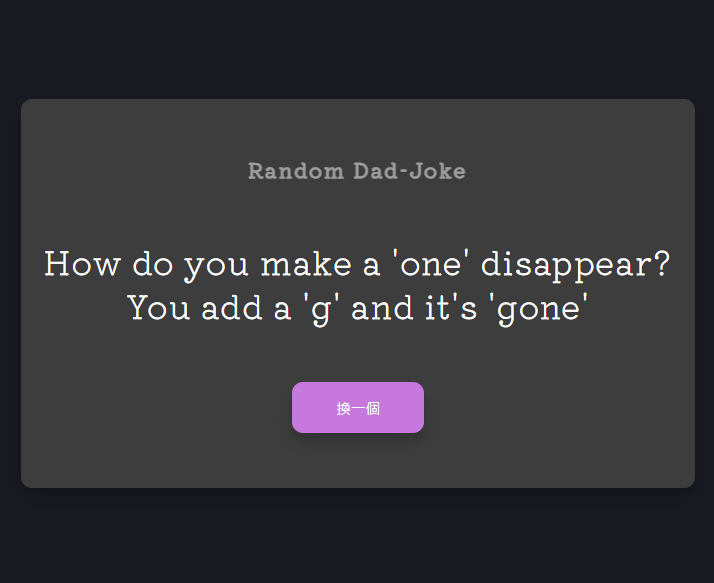 Random Dad-Joke
How do you make a 'one' disappear?
You add a 'g' and it's 'gone'
換一個